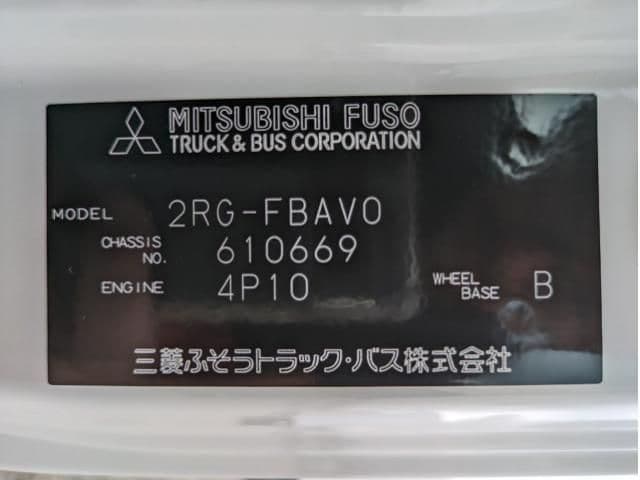 MITSUBISHI FUSO
TRUCK & BUS CORPORATION
MODEL 2RG-FBAV0
CHASSIS NO. 610669
ENGINE 4P10 WHEEL BASE B
三菱ふそうトラック・バス株式会社